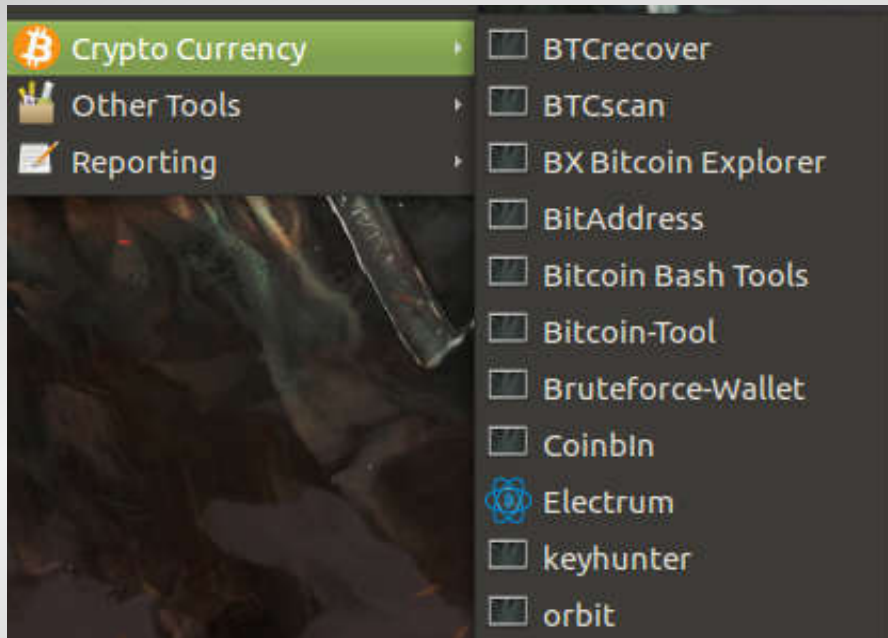 Crypto Currency
Other Tools
Reporting
BTCrecover
BTCscan
BX Bitcoin Explorer
BitAddress
Bitcoin Bash Tools
Bitcoin-Tool
Bruteforce-Wallet
CoinbIn
Electrum
keyhunter
orbit